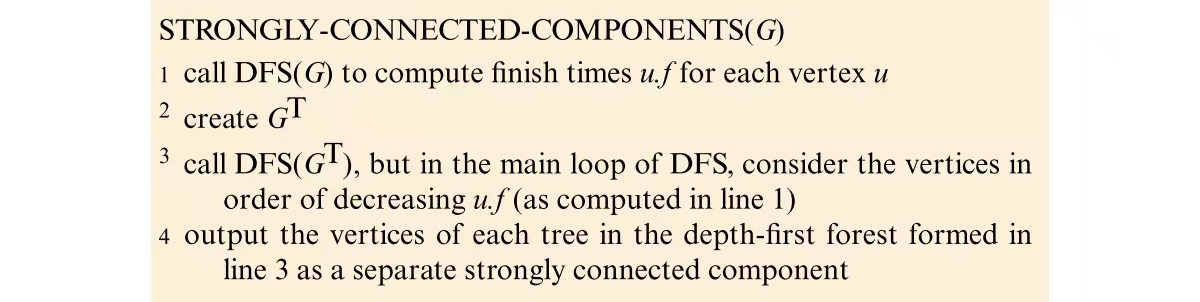 STRONGLY-CONNECTED-COMPONENTS(G)
1 call DFS(G) to compute finish times u.f for each vertex u
2 create Gᵀ
3 call DFS(Gᵀ), but in the main loop of DFS, consider the vertices in
order of decreasing u.f (as computed in line 1)
4 output the vertices of each tree in the depth-first forest formed in
line 3 as a separate strongly connected component